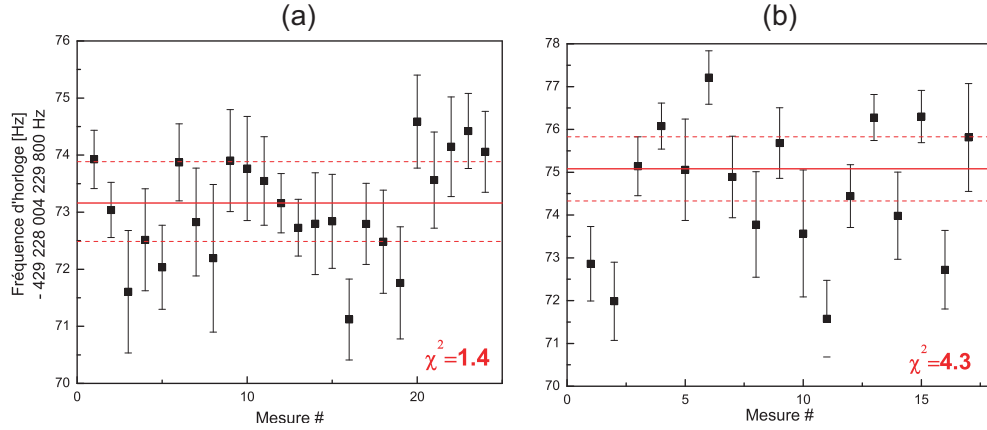 (a)
(b)
Fréquence d'horloge [Hz]
- 429 228 004 229 800 Hz
76
75
74
73
72
71
70
0
10
20
Mesure #
χ²=1.4
78
77
76
75
74
73
72
71
70
0
5
10
15
Mesure #
χ²=4.3